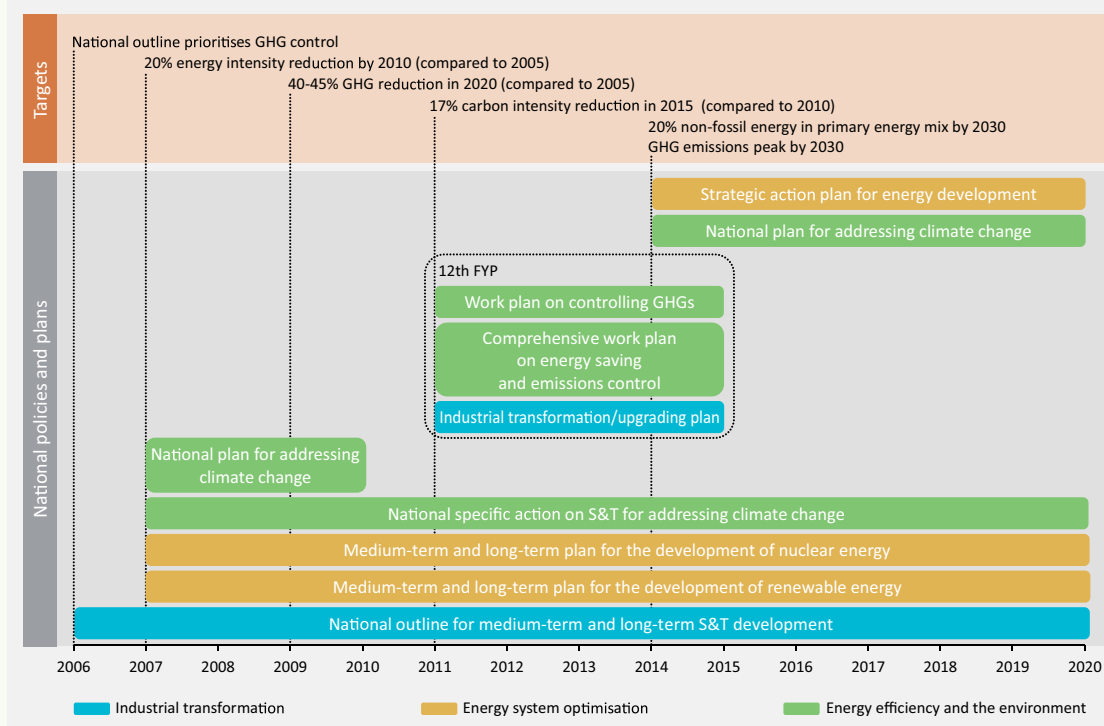 Targets
National outline prioritises GHG control
20% energy intensity reduction by 2010 (compared to 2005)
40-45% GHG reduction in 2020 (compared to 2005)
17% carbon intensity reduction in 2015 (compared to 2010)
20% non-fossil energy in primary energy mix by 2030
GHG emissions peak by 2030
National policies and plans
Strategic action plan for energy development
National plan for addressing climate change
12th FYP
Work plan on controlling GHGs
Comprehensive work plan
on energy saving
and emissions control
Industrial transformation/upgrading plan
National plan for addressing
climate change
National specific action on S&T for addressing climate change
Medium-term and long-term plan for the development of nuclear energy
Medium-term and long-term plan for the development of renewable energy
National outline for medium-term and long-term S&T development
2006 2007 2008 2009 2010 2011 2012 2013 2014 2015 2016 2017 2018 2019 2020
Industrial transformation Energy system optimisation Energy efficiency and the environment